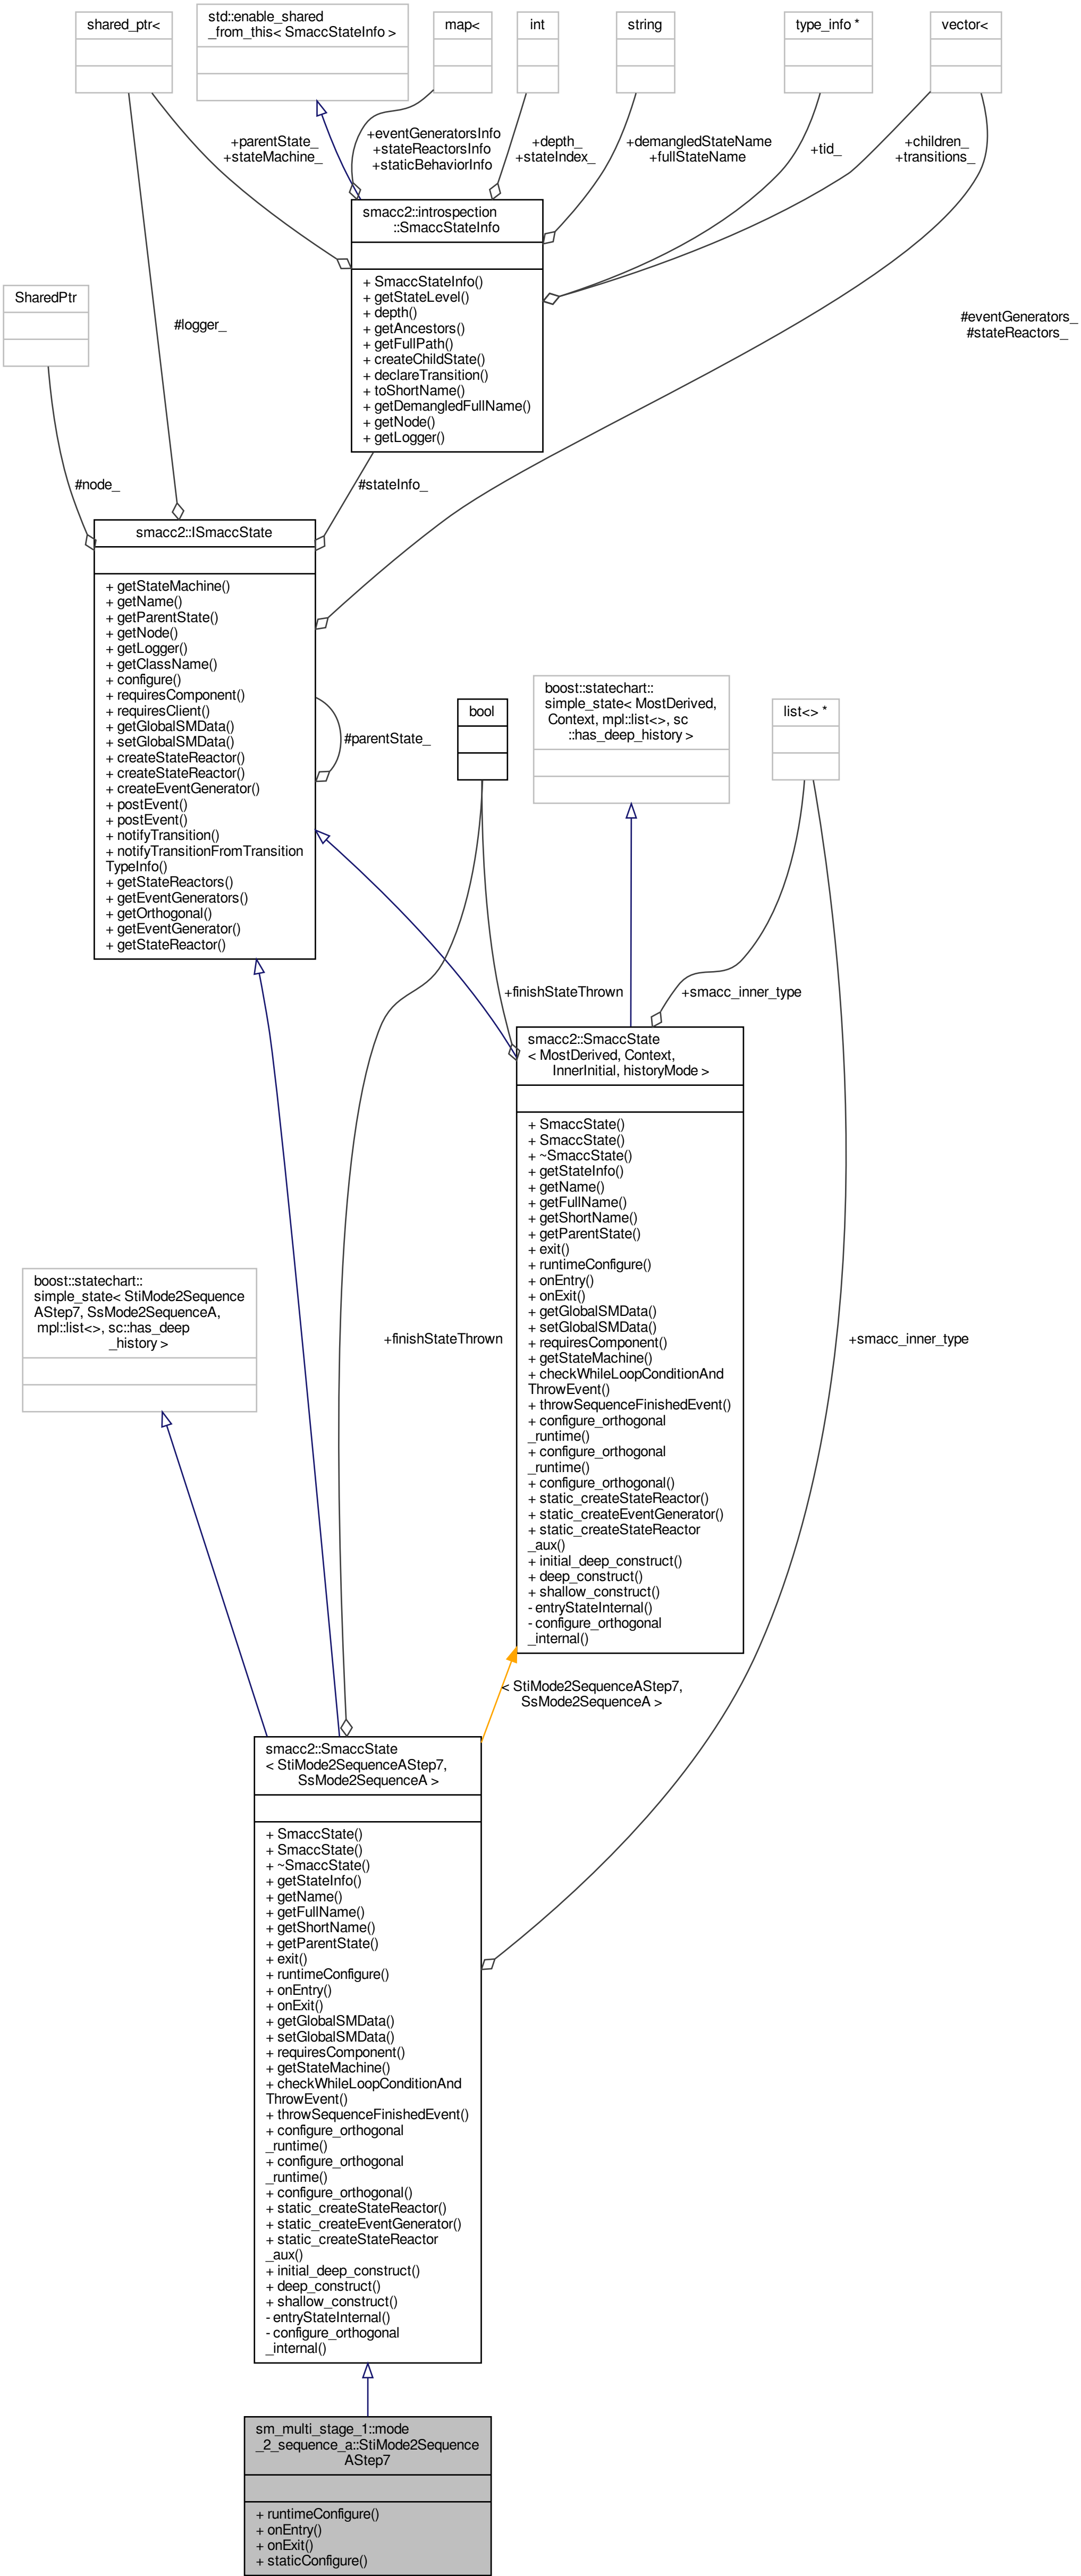 shared_ptr<
std::enable_shared
_from_this< SmaccStateInfo >
map<
int
string
type_info *
vector<
+parentState_
+stateMachine_
+eventGeneratorsInfo
+stateReactorsInfo
+staticBehaviorInfo
+depth_
+stateIndex_
+demangledStateName
+fullStateName
+tid_
+children_
+transitions_
smacc2::introspection
::SmaccStateInfo
+ SmaccStateInfo()
+ getStateLevel()
+ depth()
+ getAncestors()
+ getFullPath()
+ createChildState()
+ declareTransition()
+ toShortName()
+ getDemangledFullName()
+ getNode()
+ getLogger()
SharedPtr
#logger_
#eventGenerators_
#stateReactors_
#node_
#stateInfo_
smacc2::ISmaccState
+ getStateMachine()
+ getName()
+ getParentState()
+ getNode()
+ getLogger()
+ getClassName()
+ configure()
+ requiresComponent()
+ requiresClient()
+ getGlobalSMData()
+ setGlobalSMData()
+ createStateReactor()
+ createStateReactor()
+ createEventGenerator()
+ postEvent()
+ postEvent()
+ notifyTransition()
+ notifyTransitionFromTransition
TypeInfo()
+ getStateReactors()
+ getEventGenerators()
+ getOrthogonal()
+ getEventGenerator()
+ getStateReactor()
#parentState_
bool
boost::statechart::
simple_state< MostDerived,
Context, mpl::list<>, sc
::has_deep_history >
list<> *
+finishStateThrown
+smacc_inner_type
smacc2::SmaccState
< MostDerived, Context,
InnerInitial, historyMode >
+ SmaccState()
+ SmaccState()
+ ~SmaccState()
+ getStateInfo()
+ getName()
+ getFullName()
+ getShortName()
+ getParentState()
+ exit()
+ runtimeConfigure()
+ onEntry()
+ onExit()
+ getGlobalSMData()
+ setGlobalSMData()
+ requiresComponent()
+ getStateMachine()
+ checkWhileLoopConditionAnd
ThrowEvent()
+ throwSequenceFinishedEvent()
+ configure_orthogonal
_runtime()
+ configure_orthogonal
_runtime()
+ configure_orthogonal()
+ static_createStateReactor()
+ static_createEventGenerator()
+ static_createStateReactor
_aux()
+ initial_deep_construct()
+ deep_construct()
+ shallow_construct()
- entryStateInternal()
- configure_orthogonal
_internal()
boost::statechart::
simple_state< StiMode2Sequence
AStep7, SsMode2SequenceA,
mpl::list<>, sc::has_deep
_history >
+finishStateThrown
+smacc_inner_type
< StiMode2SequenceAStep7,
SsMode2SequenceA >
smacc2::SmaccState
< StiMode2SequenceAStep7,
SsMode2SequenceA >
+ SmaccState()
+ SmaccState()
+ ~SmaccState()
+ getStateInfo()
+ getName()
+ getFullName()
+ getShortName()
+ getParentState()
+ exit()
+ runtimeConfigure()
+ onEntry()
+ onExit()
+ getGlobalSMData()
+ setGlobalSMData()
+ requiresComponent()
+ getStateMachine()
+ checkWhileLoopConditionAnd
ThrowEvent()
+ throwSequenceFinishedEvent()
+ configure_orthogonal
_runtime()
+ configure_orthogonal
_runtime()
+ configure_orthogonal()
+ static_createStateReactor()
+ static_createEventGenerator()
+ static_createStateReactor
_aux()
+ initial_deep_construct()
+ deep_construct()
+ shallow_construct()
- entryStateInternal()
- configure_orthogonal
_internal()
sm_multi_stage_1::mode
_2_sequence_a::StiMode2Sequence
AStep7
+ runtimeConfigure()
+ onEntry()
+ onExit()
+ staticConfigure()